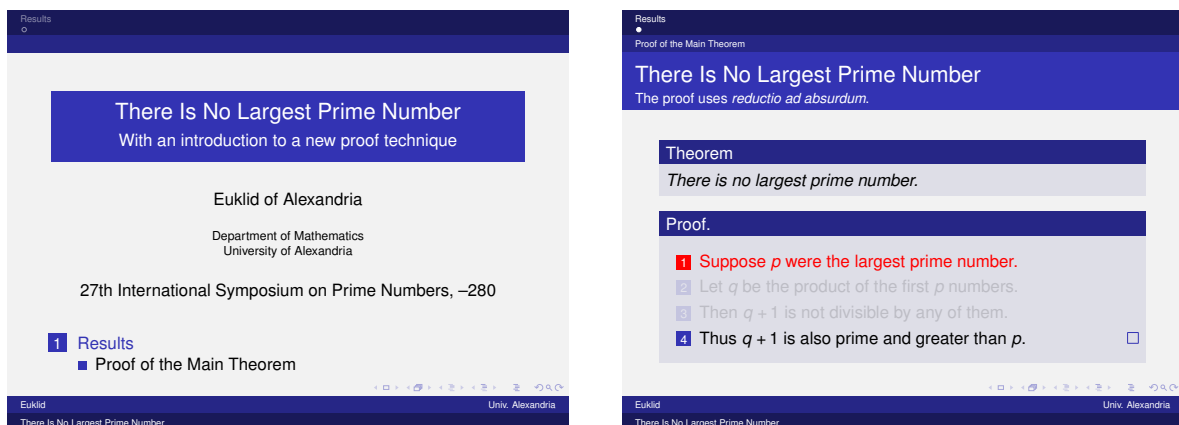 Results
There Is No Largest Prime Number
With an introduction to a new proof technique
Euklid of Alexandria
Department of Mathematics
University of Alexandria
27th International Symposium on Prime Numbers, –280
1 Results
Proof of the Main Theorem
Euklid Univ. Alexandria
There Is No Largest Prime Number
Results
Proof of the Main Theorem
There Is No Largest Prime Number
The proof uses reductio ad absurdum.
Theorem
There is no largest prime number.
Proof.
1 Suppose p were the largest prime number.
2 Let q be the product of the first p numbers.
3 Then q + 1 is not divisible by any of them.
4 Thus q + 1 is also prime and greater than p.
Euklid Univ. Alexandria
There Is No Largest Prime Number